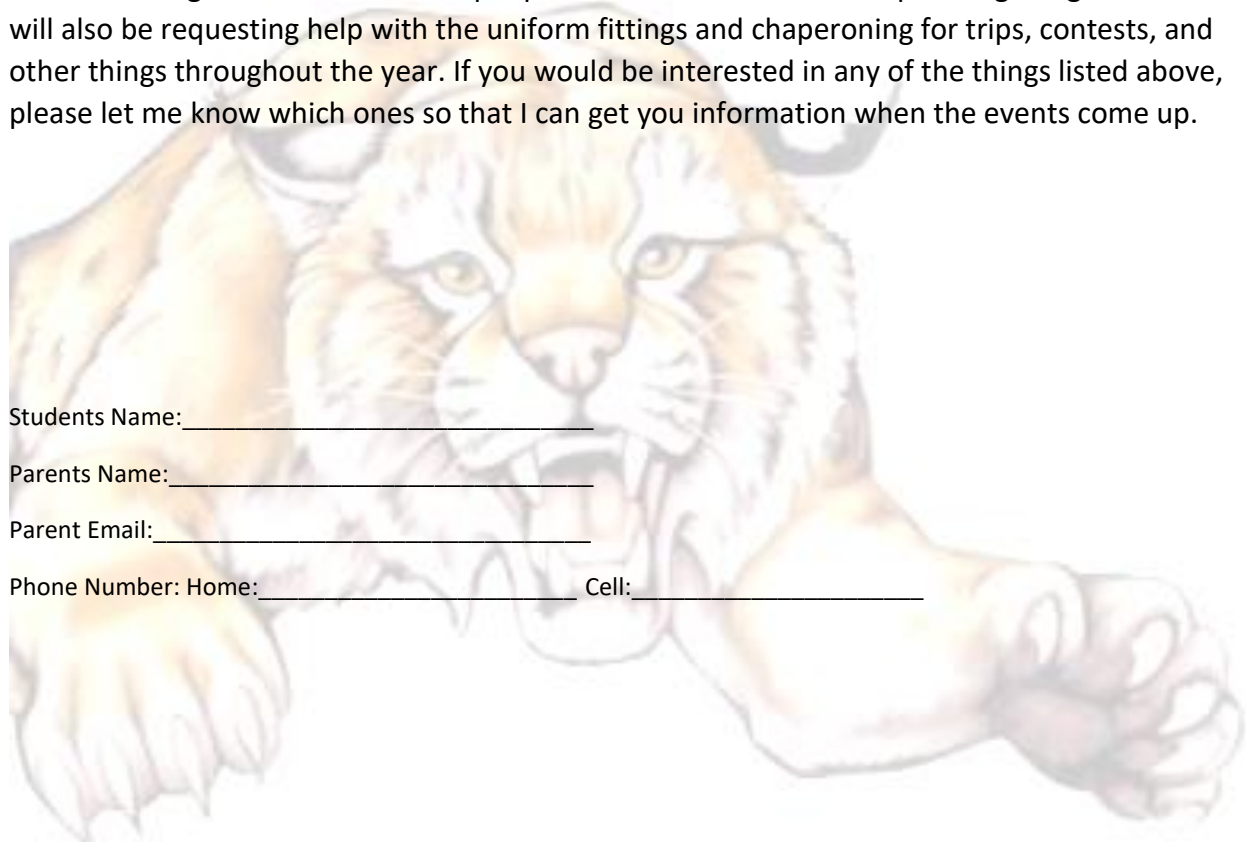 will also be requesting help with the uniform fittings and chaperoning for trips, contests, and
other things throughout the year. If you would be interested in any of the things listed above,
please let me know which ones so that I can get you information when the events come up.
Students Name:_______________________________
Parents Name:________________________________
Parent Email:_________________________________
Phone Number: Home:________________________ Cell:______________________